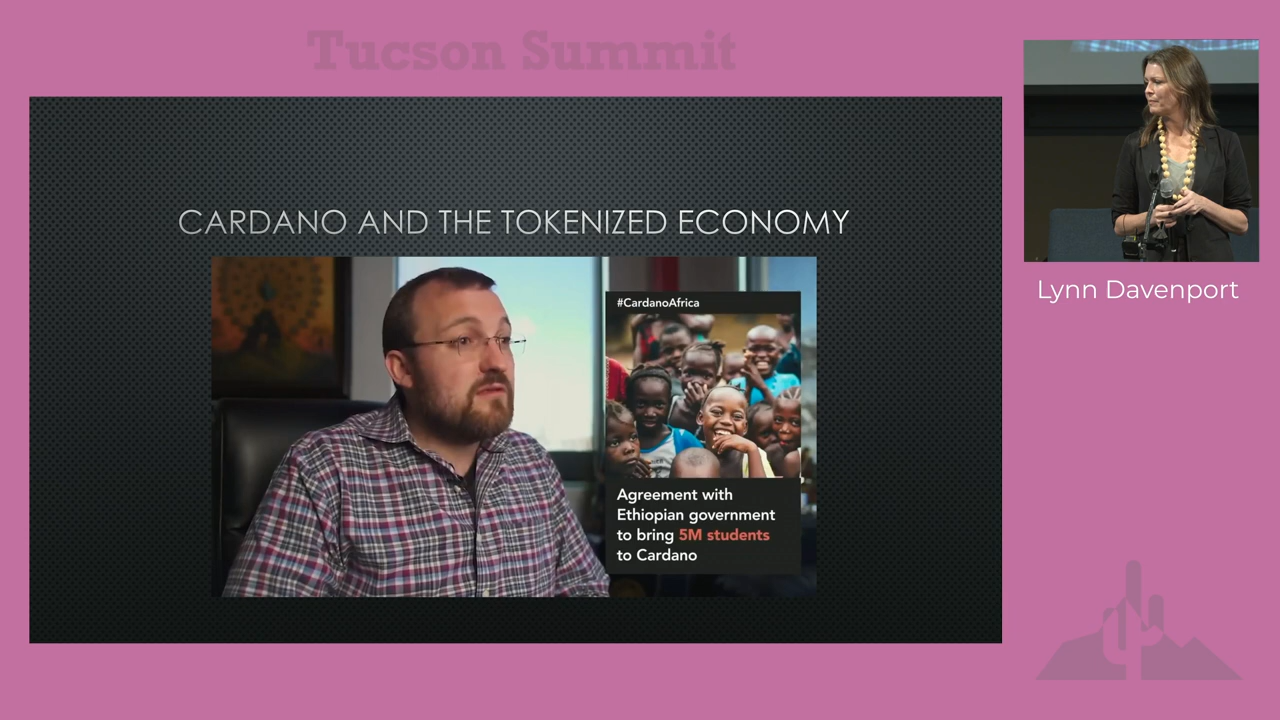 Tucson Summit
CARDANO AND THE TOKENIZED ECONOMY
#CardanoAfrica
Agreement with
Ethiopian government
to bring 5M students
to Cardano
Lynn Davenport